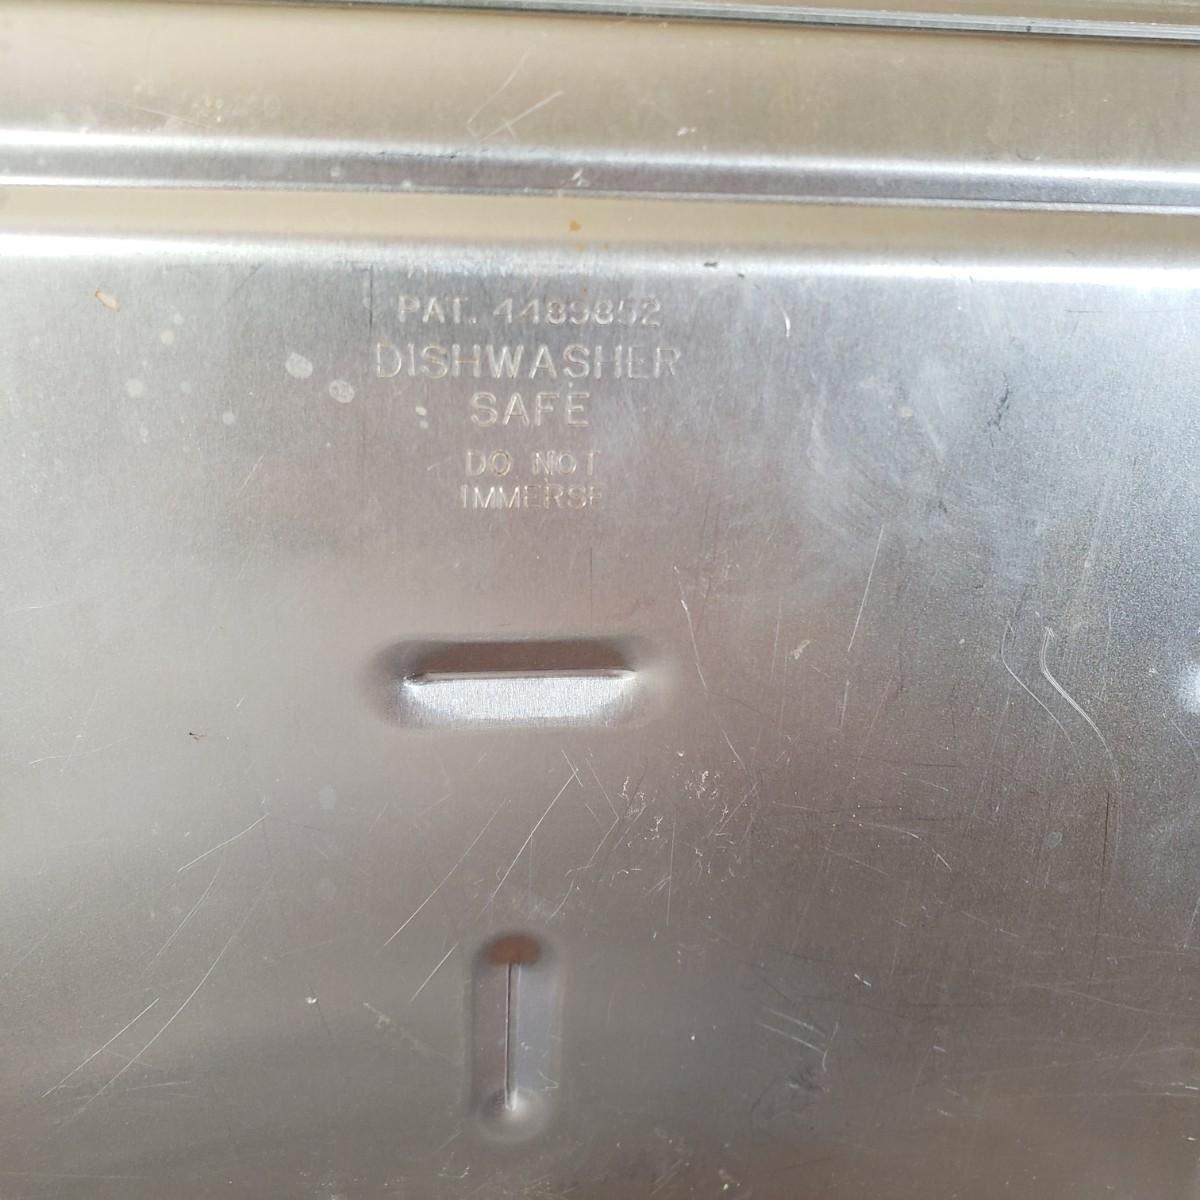 PAT. 4489852
DISHWASHER
SAFE
DO NOT
IMMERSE